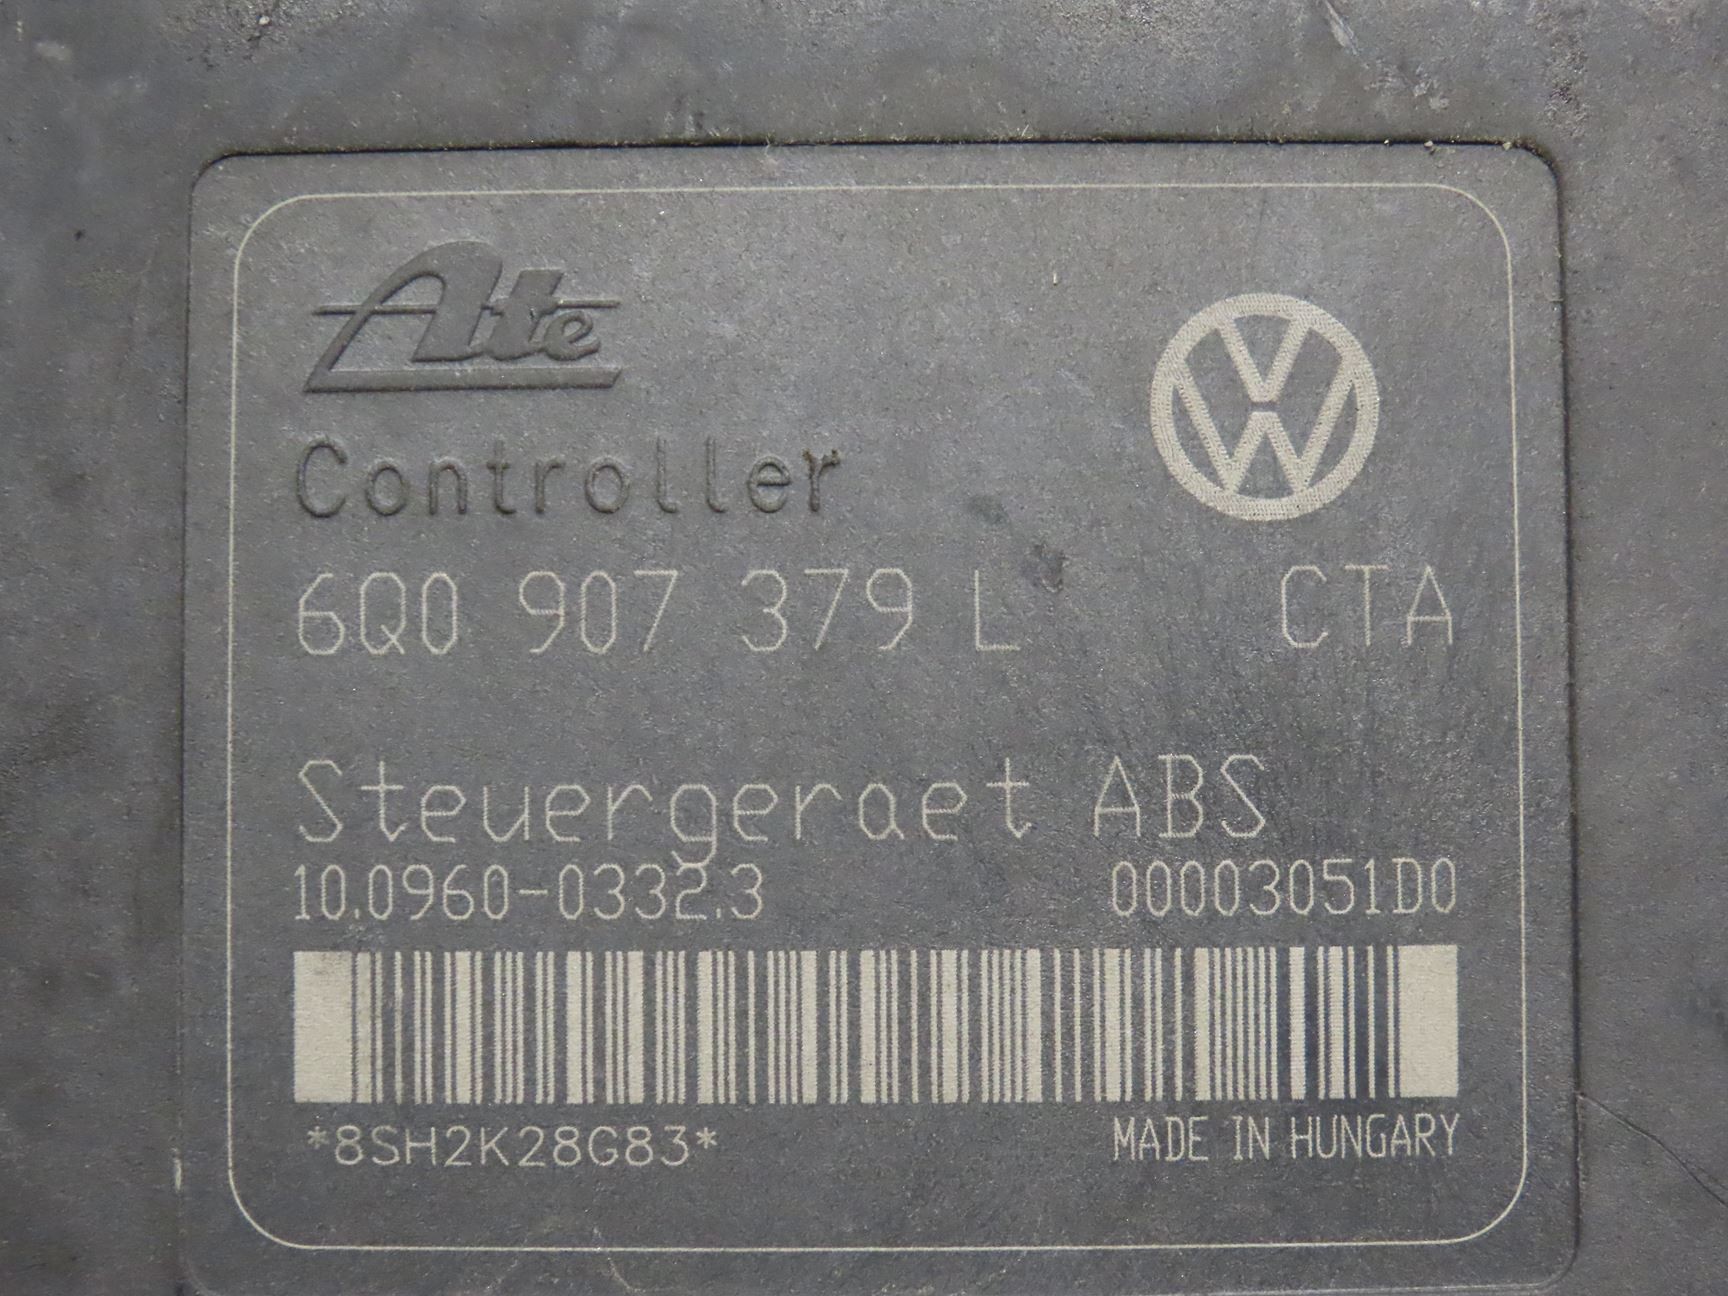 Ate
Controller
6Q0 907 379 L CTA
Steuergeraet ABS
10.0960-0332.3 00003051D0
*8SH2K28G83* MADE IN HUNGARY